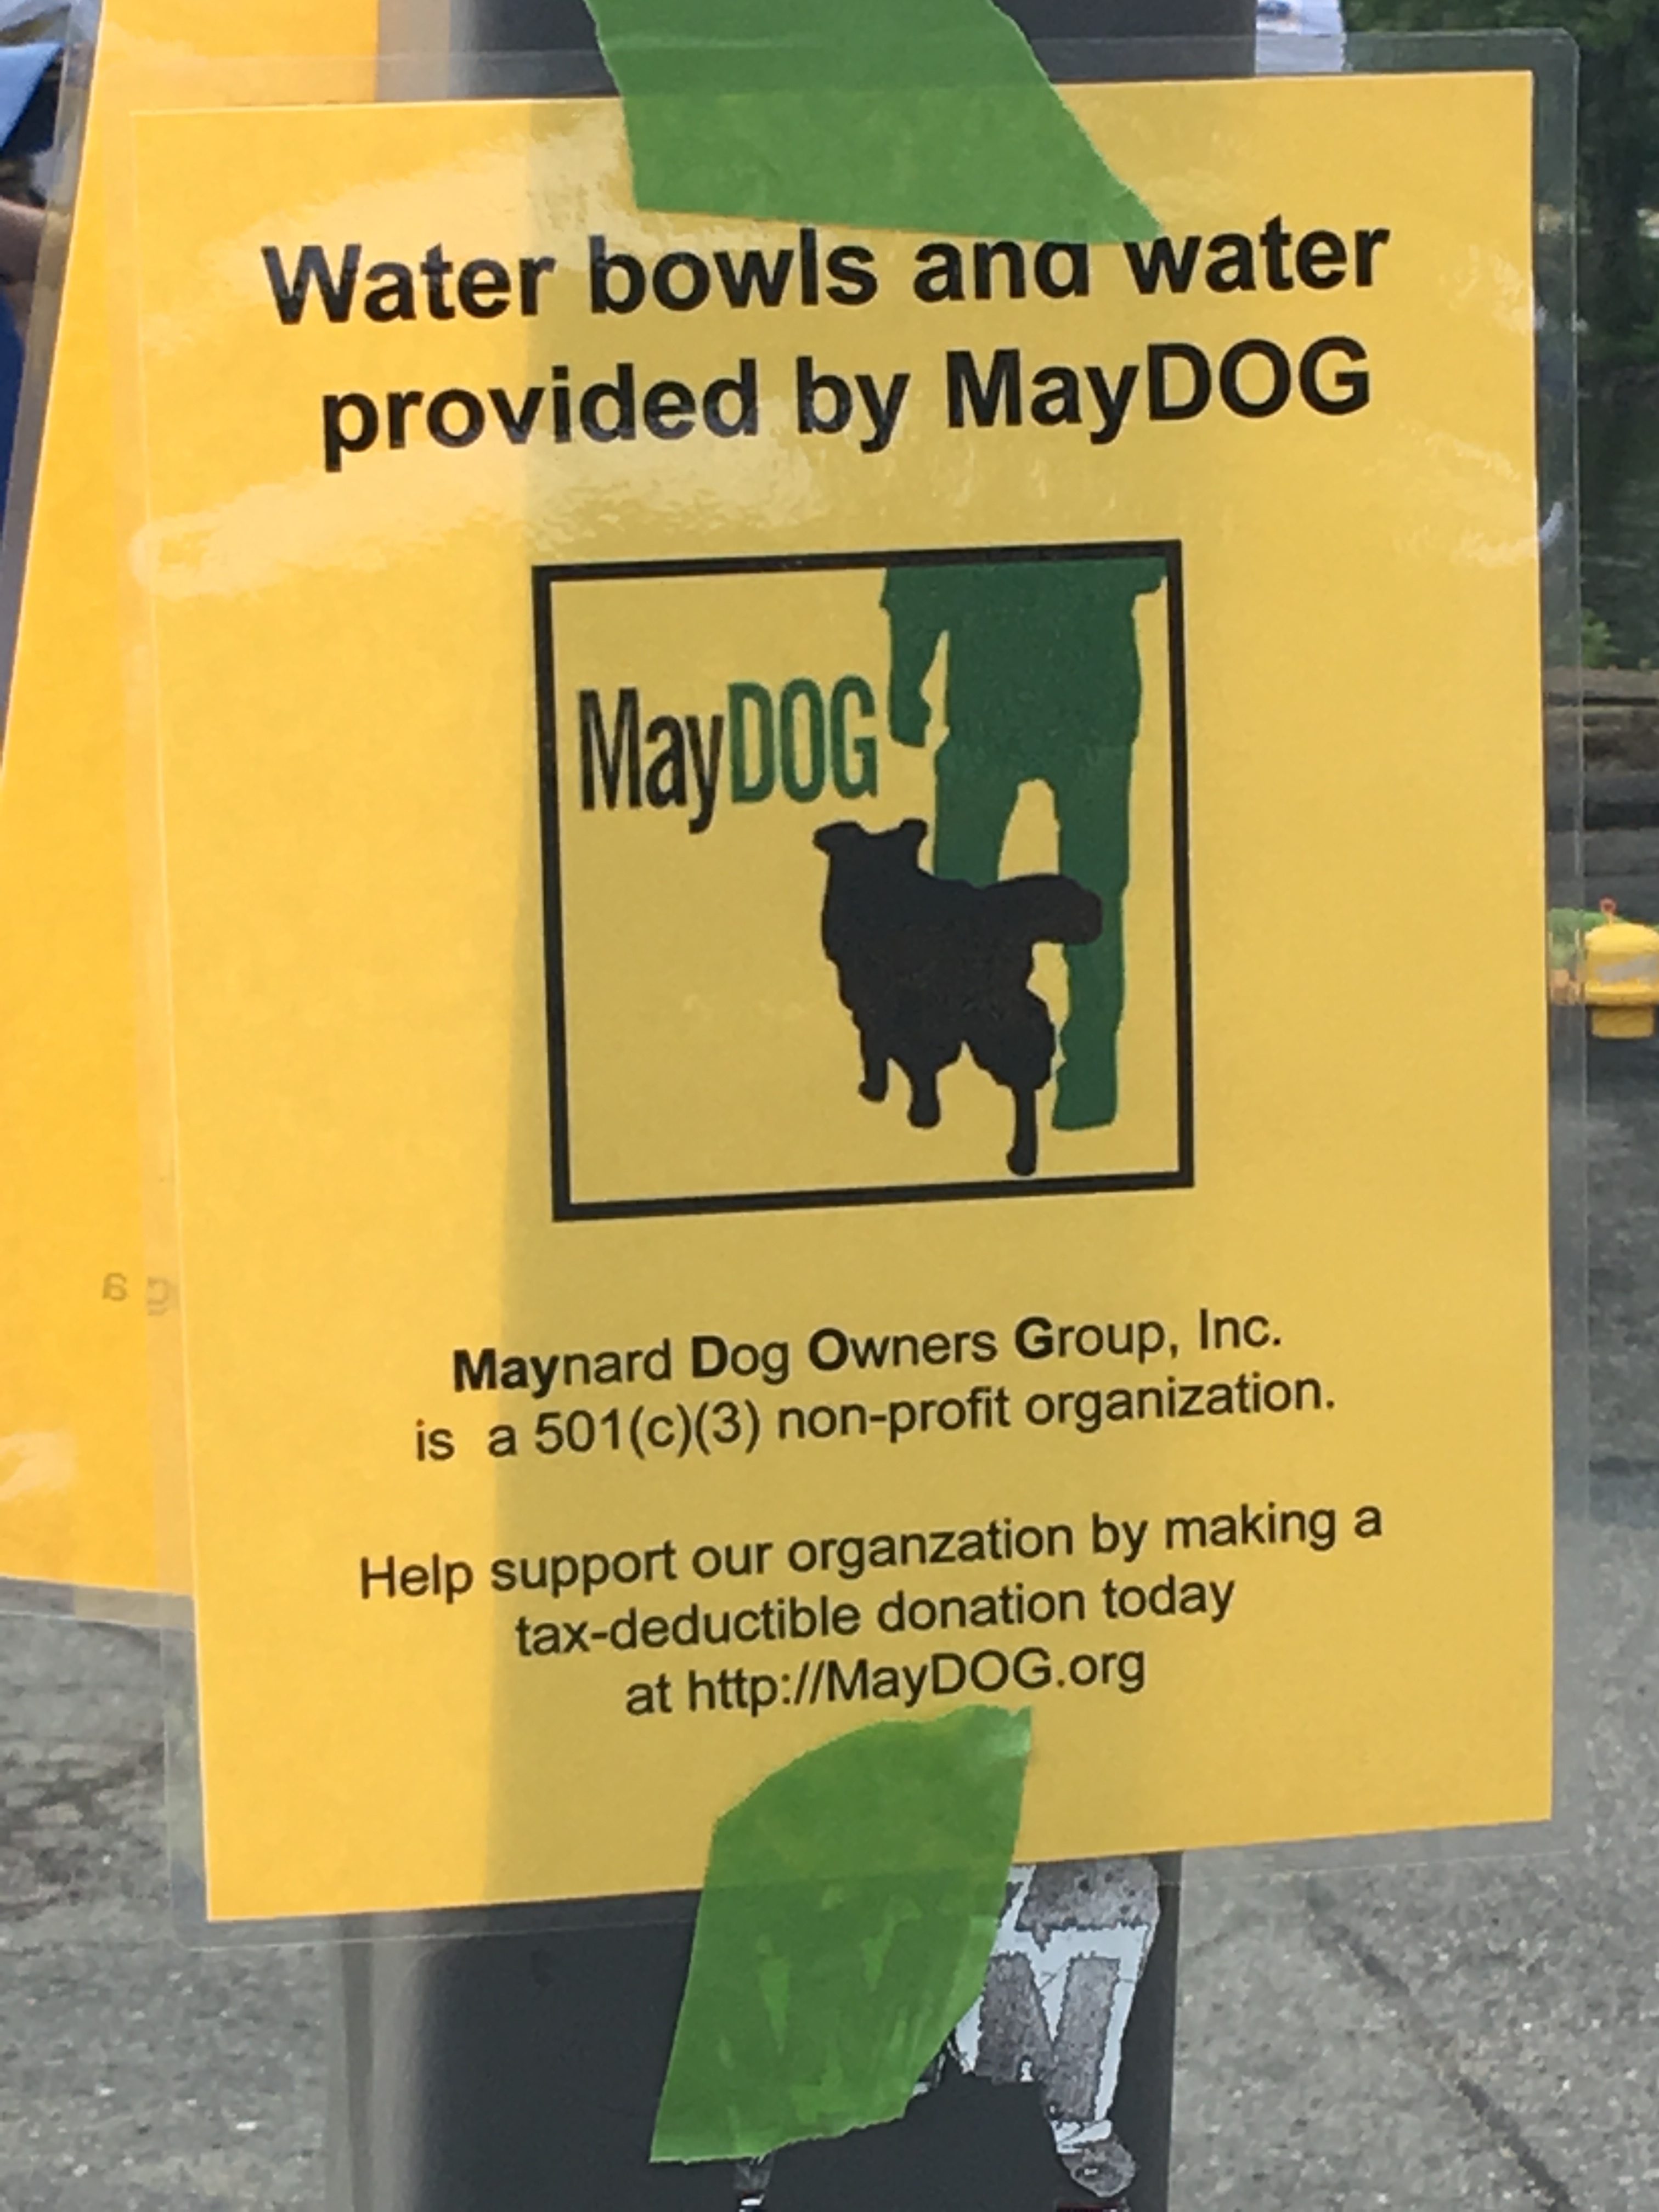 Water bowls and water
provided by MayDOG
MayDOG
Maynard Dog Owners Group, Inc.
is a 501(c)(3) non-profit organization.
Help support our organzation by making a
tax-deductible donation today
at http://MayDOG.org
g a